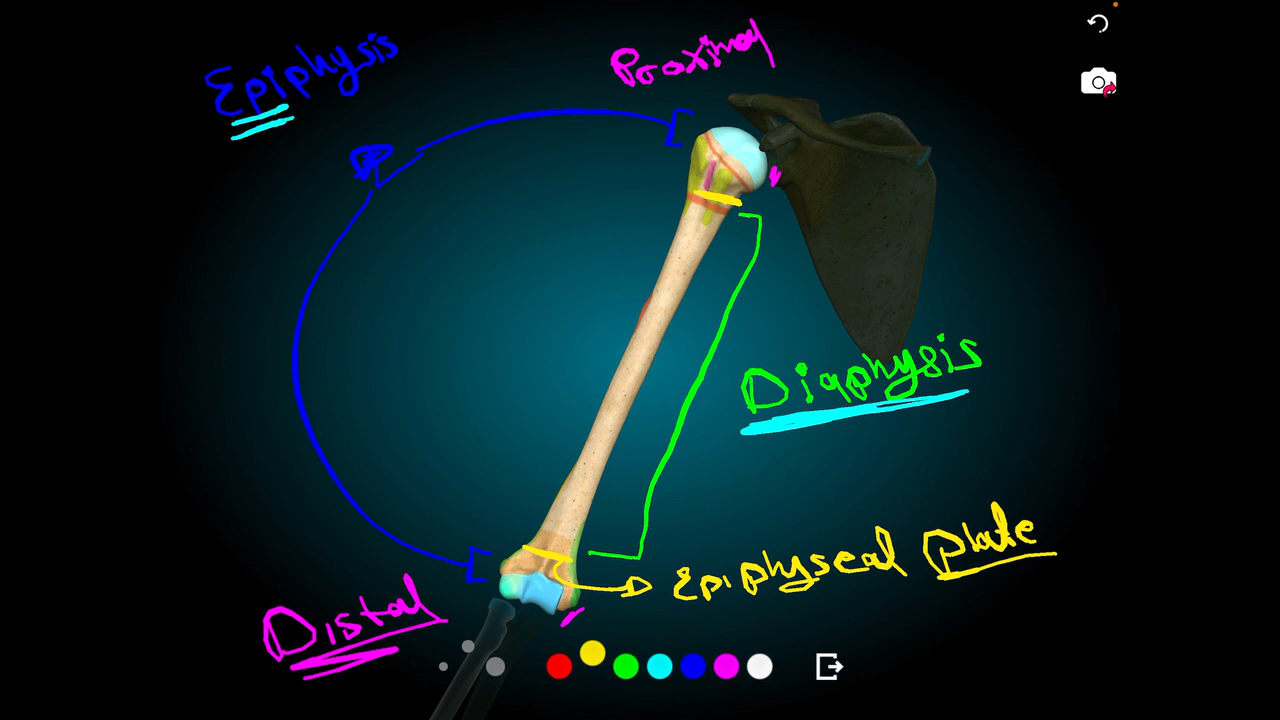 Epiphysis
Proximal
Diaphysis
Epiphyseal plate
Distal